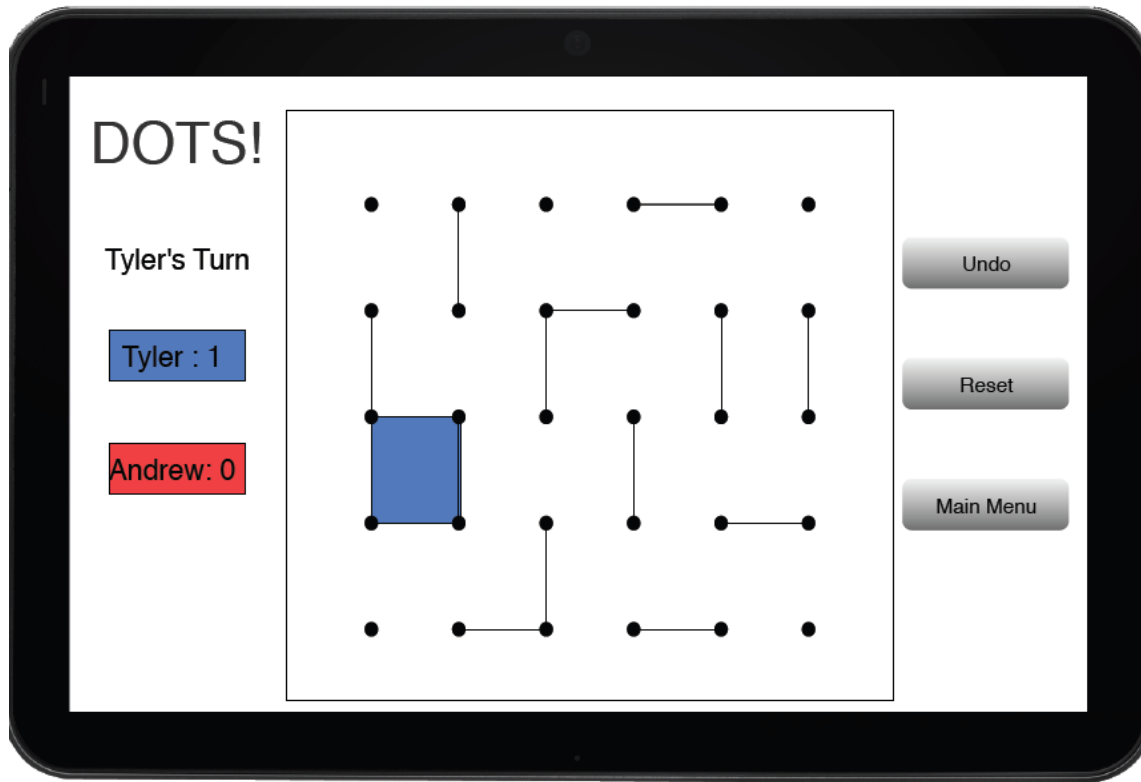 DOTS!
Tyler's Turn
Tyler : 1
Andrew: 0
Undo
Reset
Main Menu